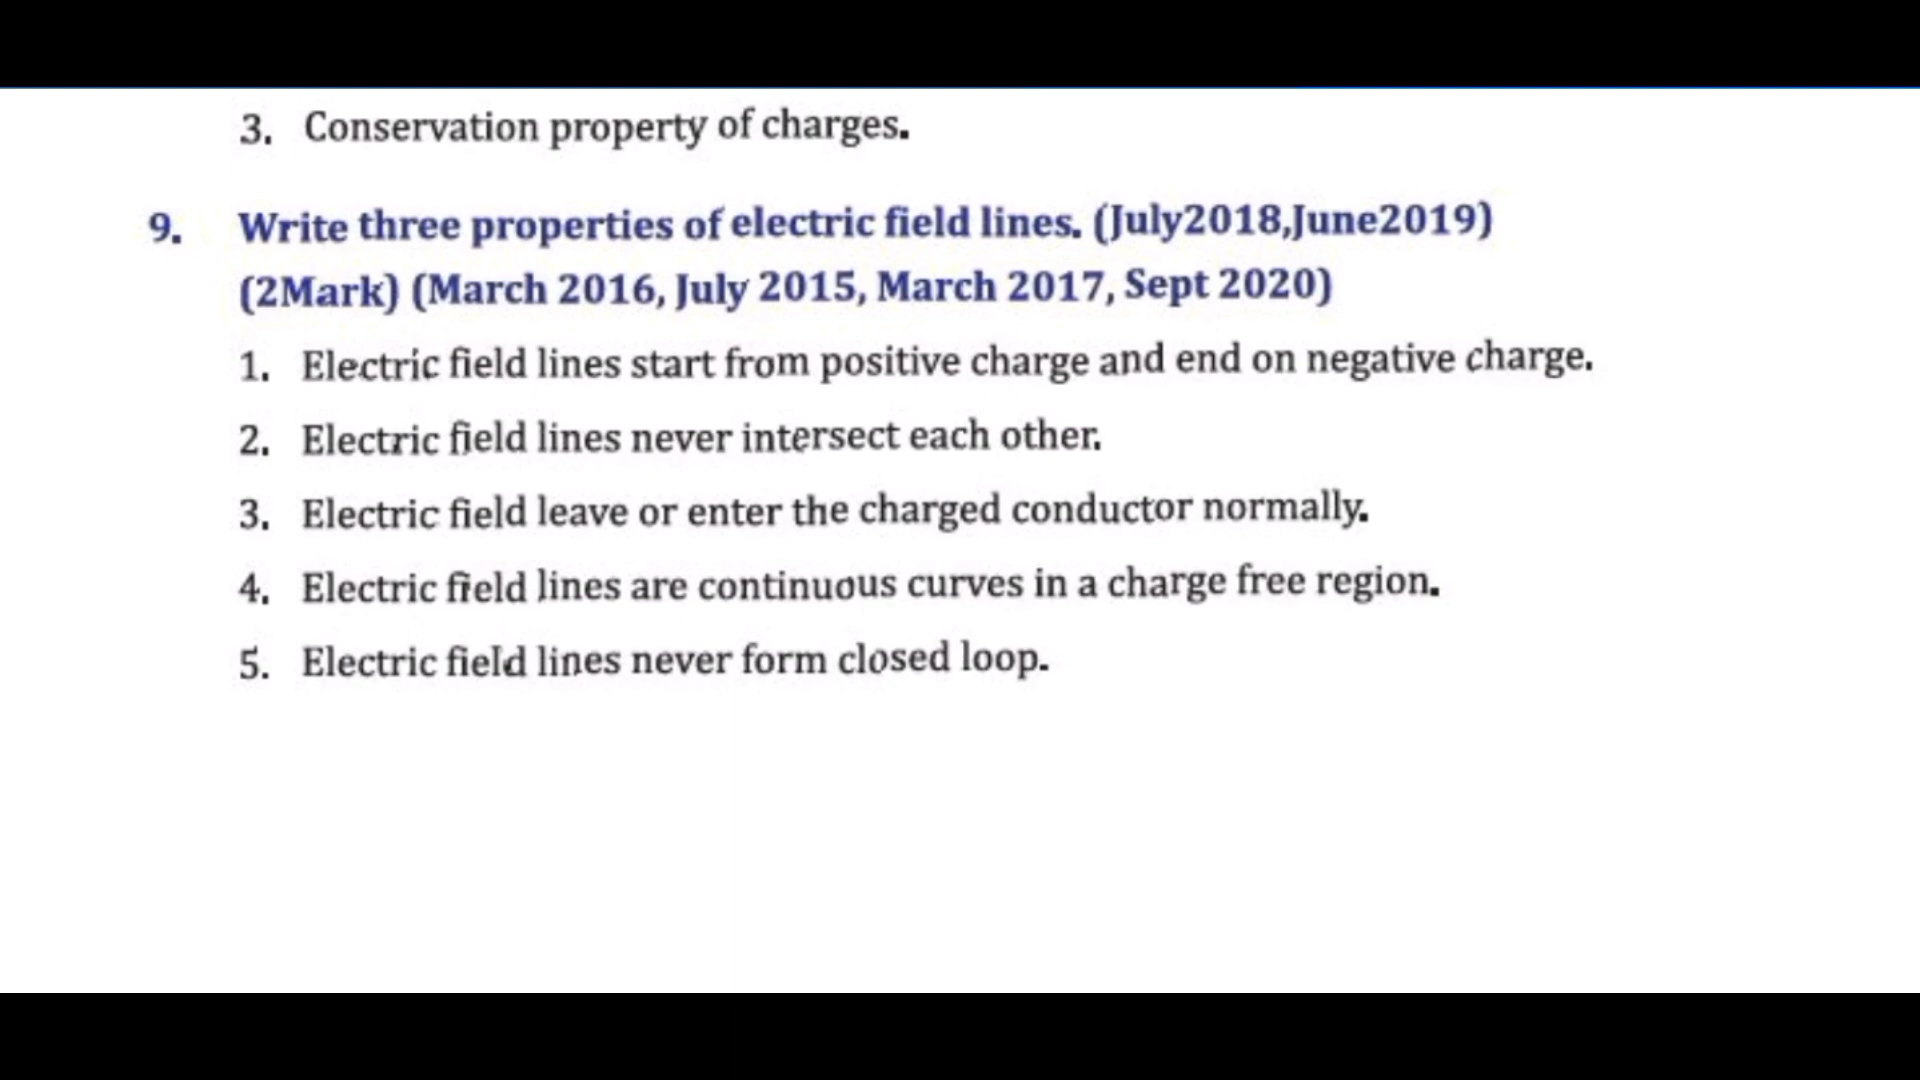 3. Conservation property of charges.
9. Write three properties of electric field lines. (July2018,June2019)
(2Mark) (March 2016, July 2015, March 2017, Sept 2020)
1. Electric field lines start from positive charge and end on negative charge.
2. Electric field lines never intersect each other.
3. Electric field leave or enter the charged conductor normally.
4. Electric field lines are continuous curves in a charge free region.
5. Electric field lines never form closed loop.